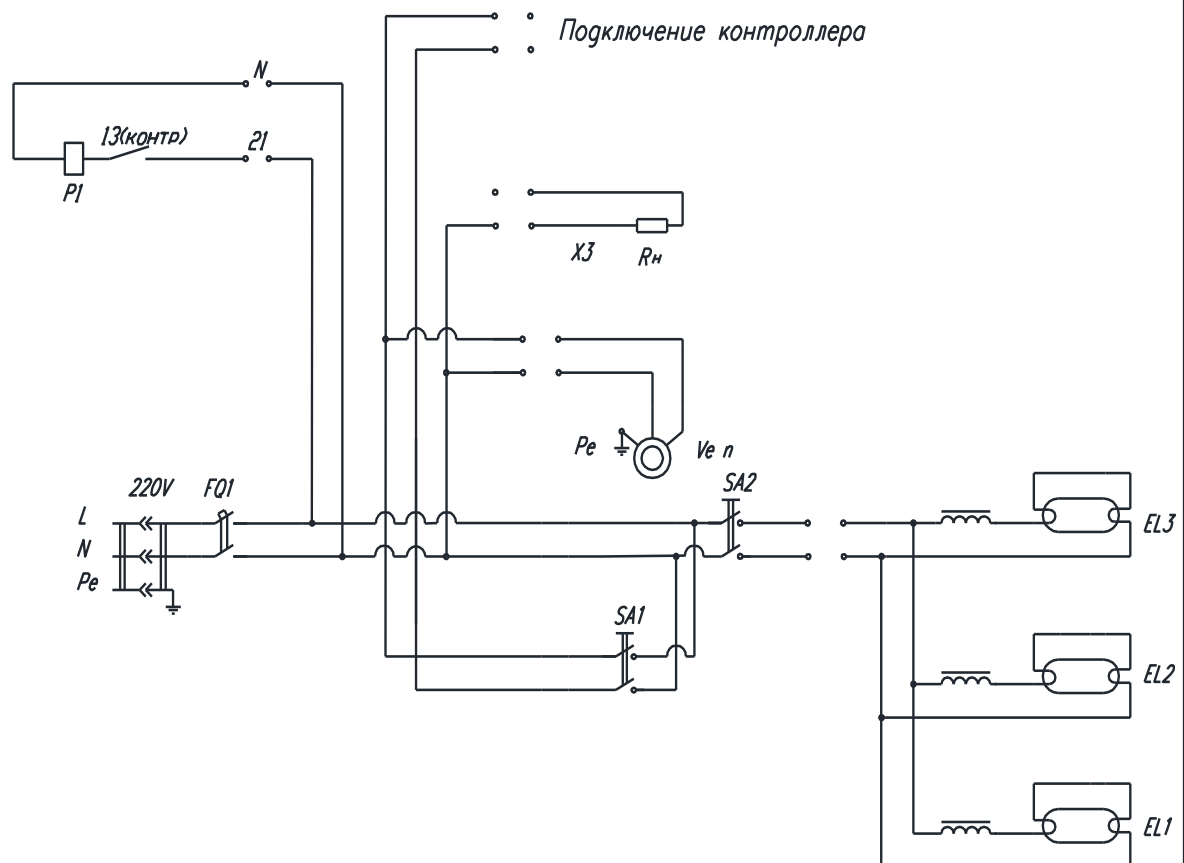 Подключение контроллера
N
13(контр)
21
P1
X3
Rн
Pe
Ve n
220V
FQ1
SA2
L
N
Pe
EL3
SA1
EL2
EL1